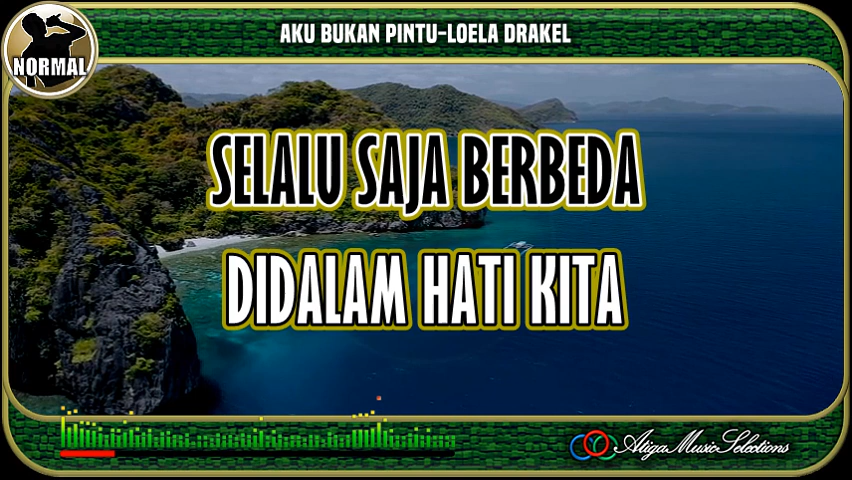 AKU BUKAN PINTU-LOELA DRAKEL
NORMAL
SELALU SAJA BERBEDA
DIDALAM HATI KITA
AtigaMusicSelections